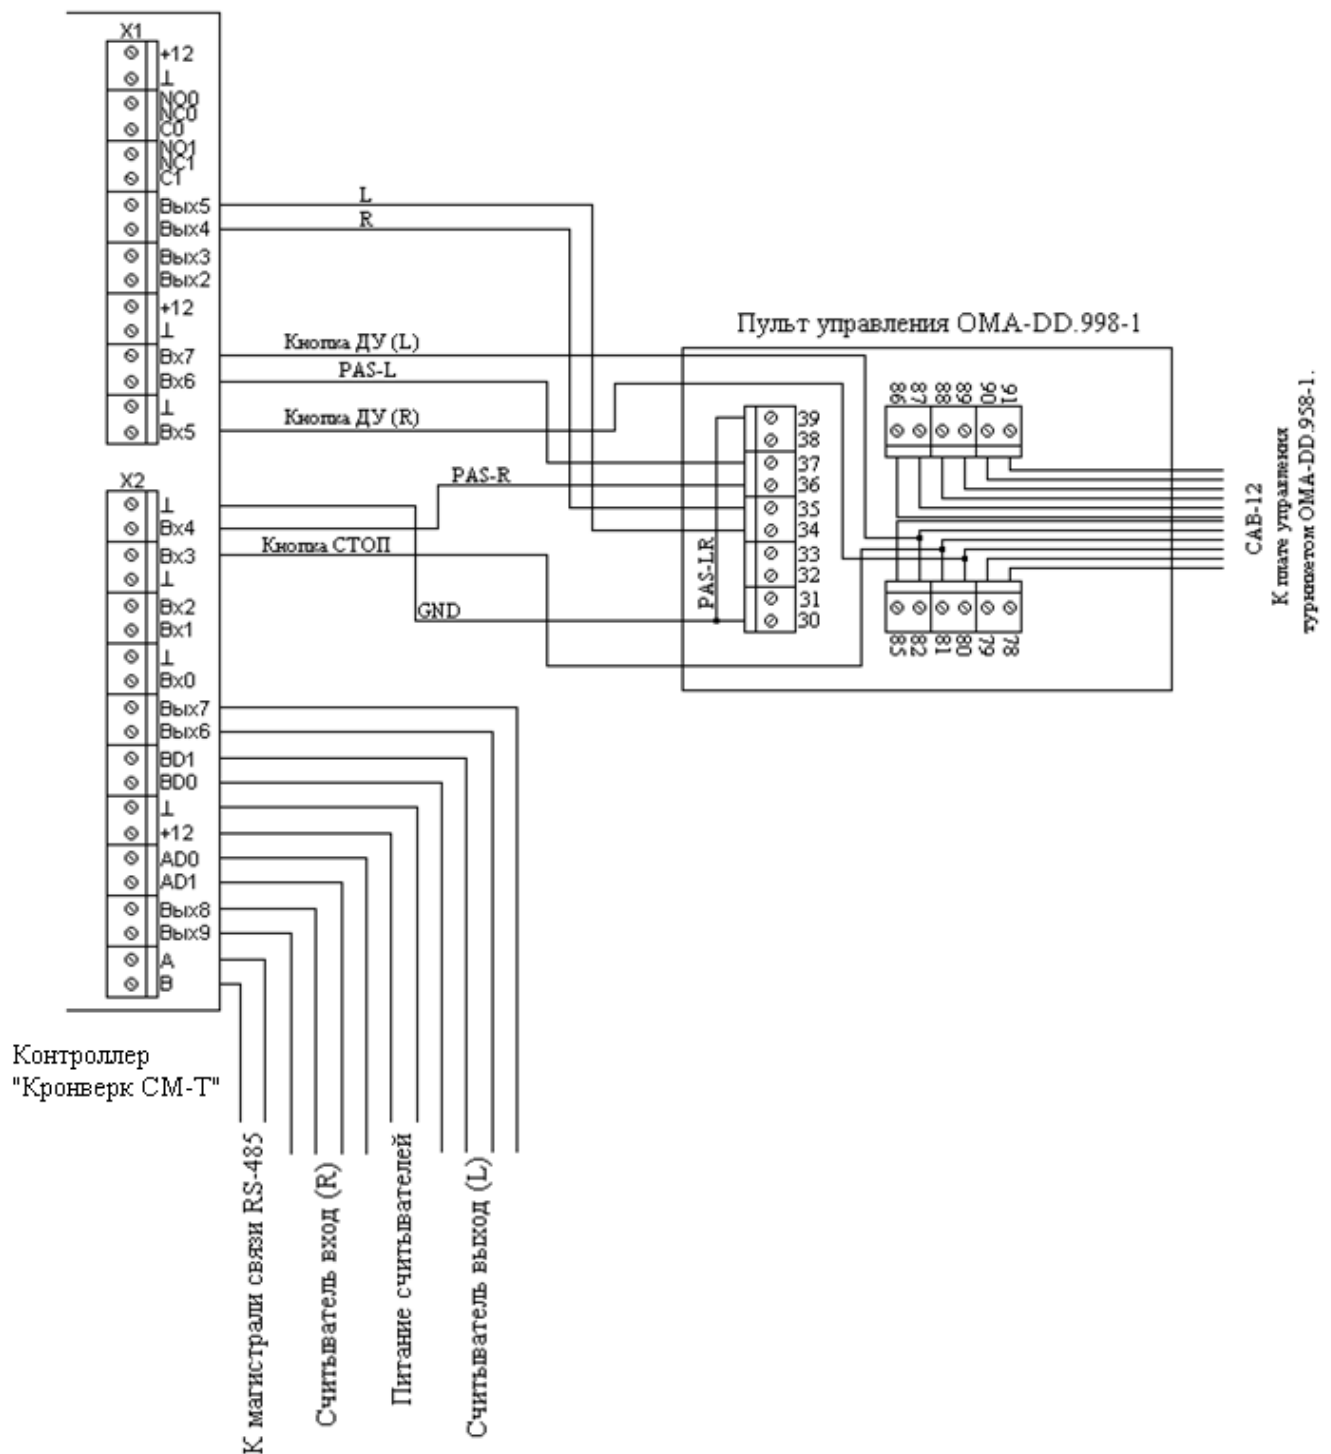 X1
+12
⊥
NO0
NC0
C0
NO1
NC1
C1
Вых5
Вых4
Вых3
Вых2
+12
⊥
Вх7
Вх6
⊥
Вх5
X2
⊥
Вх4
Вх3
⊥
Вх2
Вх1
⊥
Вх0
Вых7
Вых6
BD1
BD0
⊥
+12
AD0
AD1
Вых8
Вых9
A
B
L
R
Кнопка ДУ (L)
PAS-L
Кнопка ДУ (R)
PAS-R
Кнопка СТОП
GND
Пульт управления ОМА-DD.998-1
PAS-LR
39
38
37
36
35
34
33
32
31
30
86
87
88
89
90
91
85
82
81
80
79
78
САВ-12
К плате управления
турникетом ОМА-DD.958-1.
Контроллер
"Кронверк СМ-Т"
К магистрали связи RS-485
Считыватель вход (R)
Питание считывателей
Считыватель выход (L)